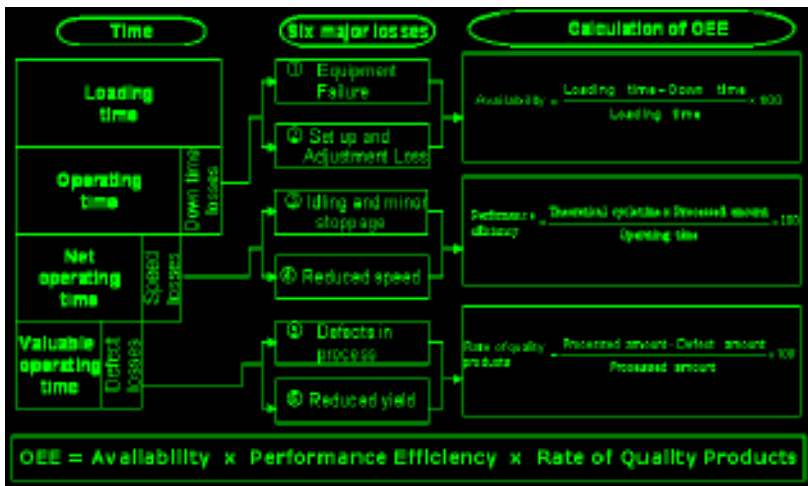 Time
Six major losses
Calculation of OEE
Loading
time
Operating
time
Down time
losses
Net
operating
time
Speed
losses
Valuable
operating
time
Defect
losses
① Equipment
Failure
② Set up and
Adjustment Loss
③ Idling and minor
stoppage
④ Reduced speed
⑤ Defects in
process
⑥ Reduced yield
Availability = Loading time - Down time × 100
Loading time
Performance
efficiency = Theoretical cycle time x Processed amount × 100
Operating time
Rate of quality
products = Processed amount - Defect amount × 100
Processed amount
OEE = Availability x Performance Efficiency x Rate of Quality Products